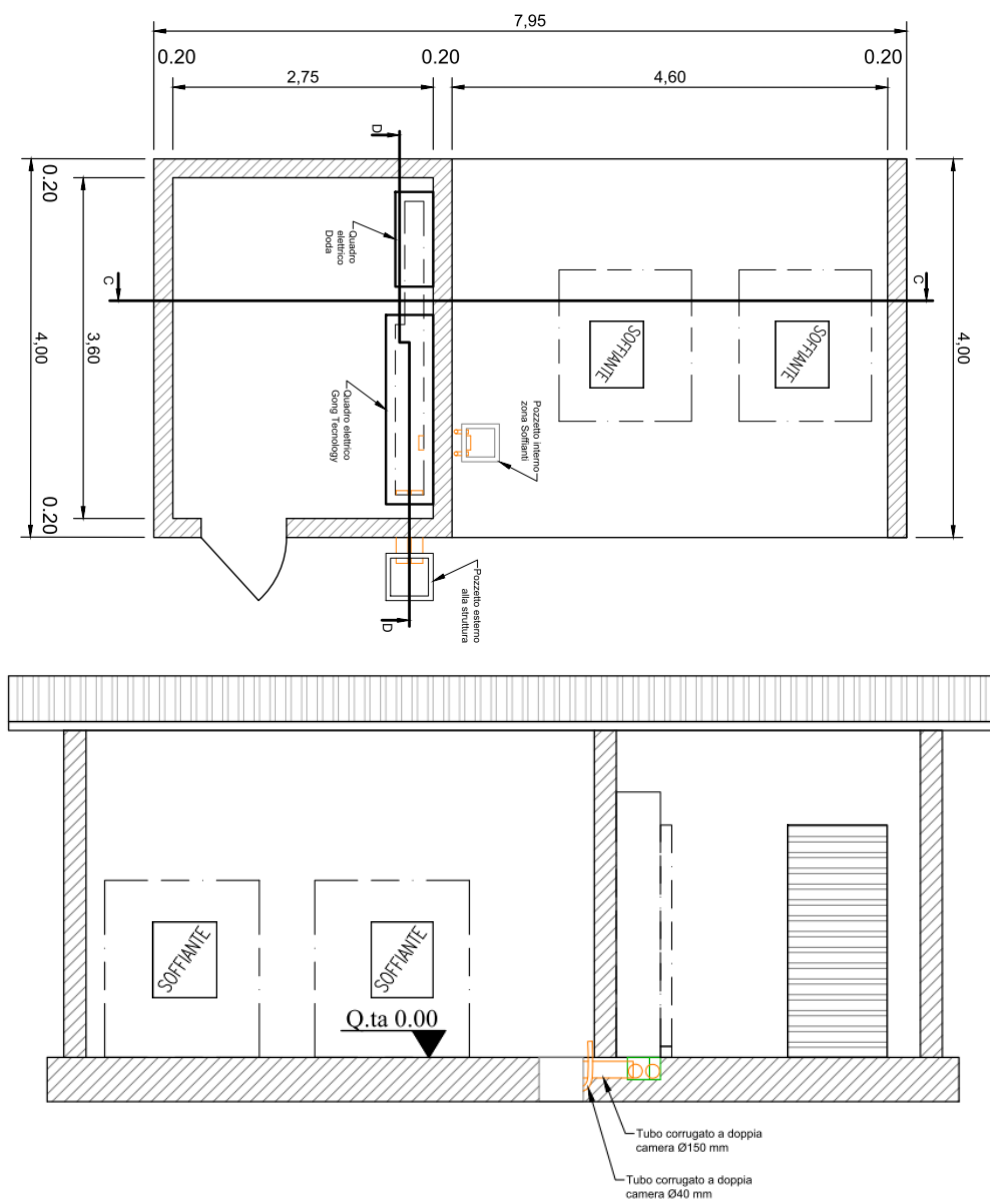 7,95
0.20
0.20
0.20
2,75
4,60
D
0.20
4,00
3,60
0.20
Quadro
elettrico
Doda
C
C
4,00
SOFFIANTE
SOFFIANTE
Quadro elettrico
Gong Tecnology
Pozzetto interno
zona Soffianti
Pozzetto esterno
alla struttura
D
SOFFIANTE
SOFFIANTE
Q.ta 0.00
Tubo corrugato a doppia
camera Ø150 mm
Tubo corrugato a doppia
camera Ø40 mm